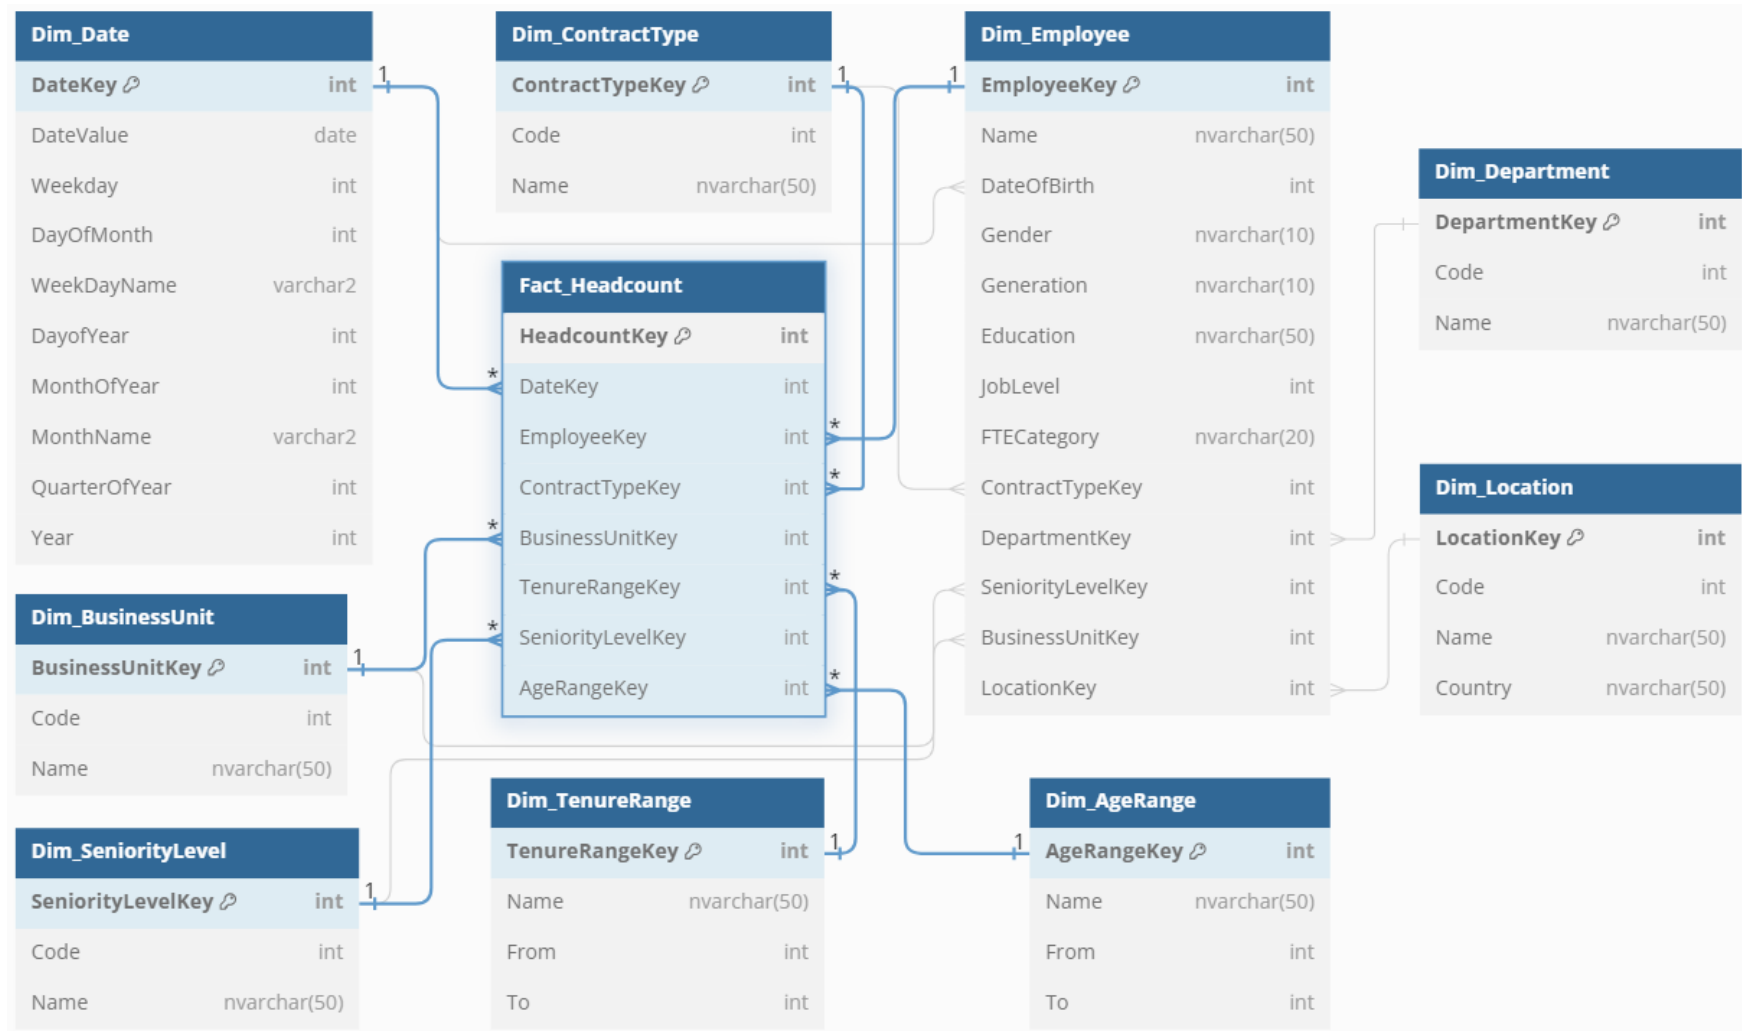 Dim_Date
DateKey int
DateValue date
Weekday int
DayOfMonth int
WeekDayName varchar2
DayofYear int
MonthOfYear int
MonthName varchar2
QuarterOfYear int
Year int
1
Dim_ContractType
ContractTypeKey int
Code int
Name nvarchar(50)
1
Dim_Employee
1
EmployeeKey int
Name nvarchar(50)
DateOfBirth int
Gender nvarchar(10)
Generation nvarchar(10)
Education nvarchar(50)
JobLevel int
FTECategory nvarchar(20)
ContractTypeKey int
DepartmentKey int
SeniorityLevelKey int
BusinessUnitKey int
LocationKey int
Dim_Department
DepartmentKey int
Code int
Name nvarchar(50)
Fact_Headcount
HeadcountKey int
* DateKey int
EmployeeKey int *
ContractTypeKey int *
* BusinessUnitKey int
TenureRangeKey int *
* SeniorityLevelKey int
AgeRangeKey int *
Dim_Location
LocationKey int
Code int
Name nvarchar(50)
Country nvarchar(50)
Dim_BusinessUnit
BusinessUnitKey int
1
Code int
Name nvarchar(50)
Dim_SeniorityLevel
SeniorityLevelKey int
1
Code int
Name nvarchar(50)
Dim_TenureRange
TenureRangeKey int
1
Name nvarchar(50)
From int
To int
Dim_AgeRange
1
AgeRangeKey int
Name nvarchar(50)
From int
To int